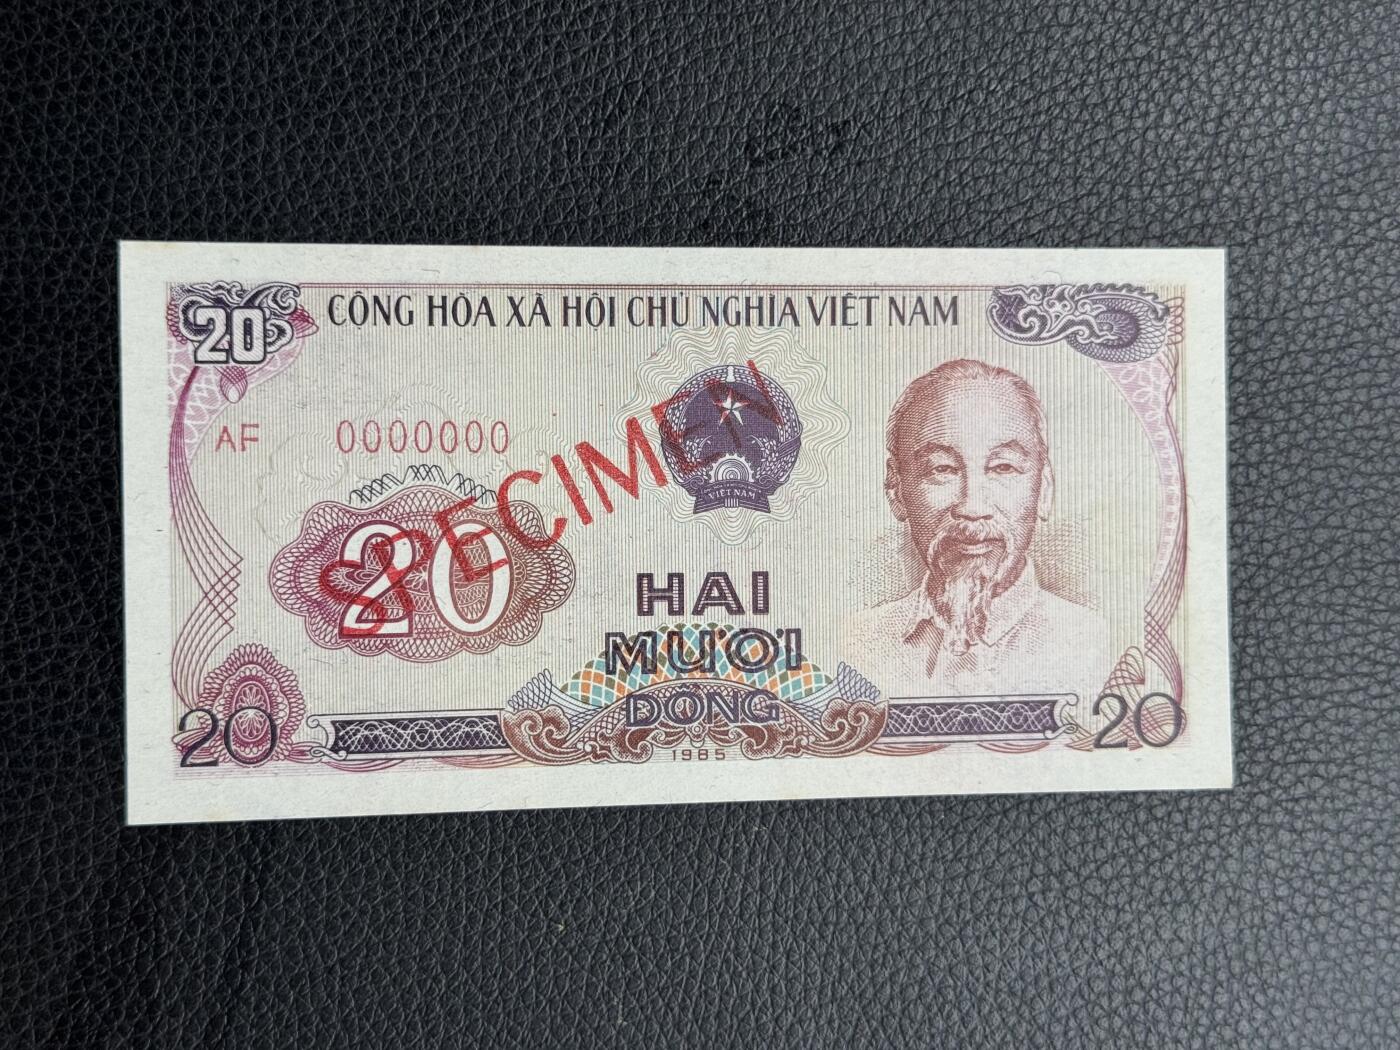 20
CỘNG HÒA XÃ HỘI CHỦ NGHĨA VIỆT NAM
AF 0000000
SPECIMEN
VIỆT NAM
20
HAI
MƯƠI
ĐỒNG
20
1985
20